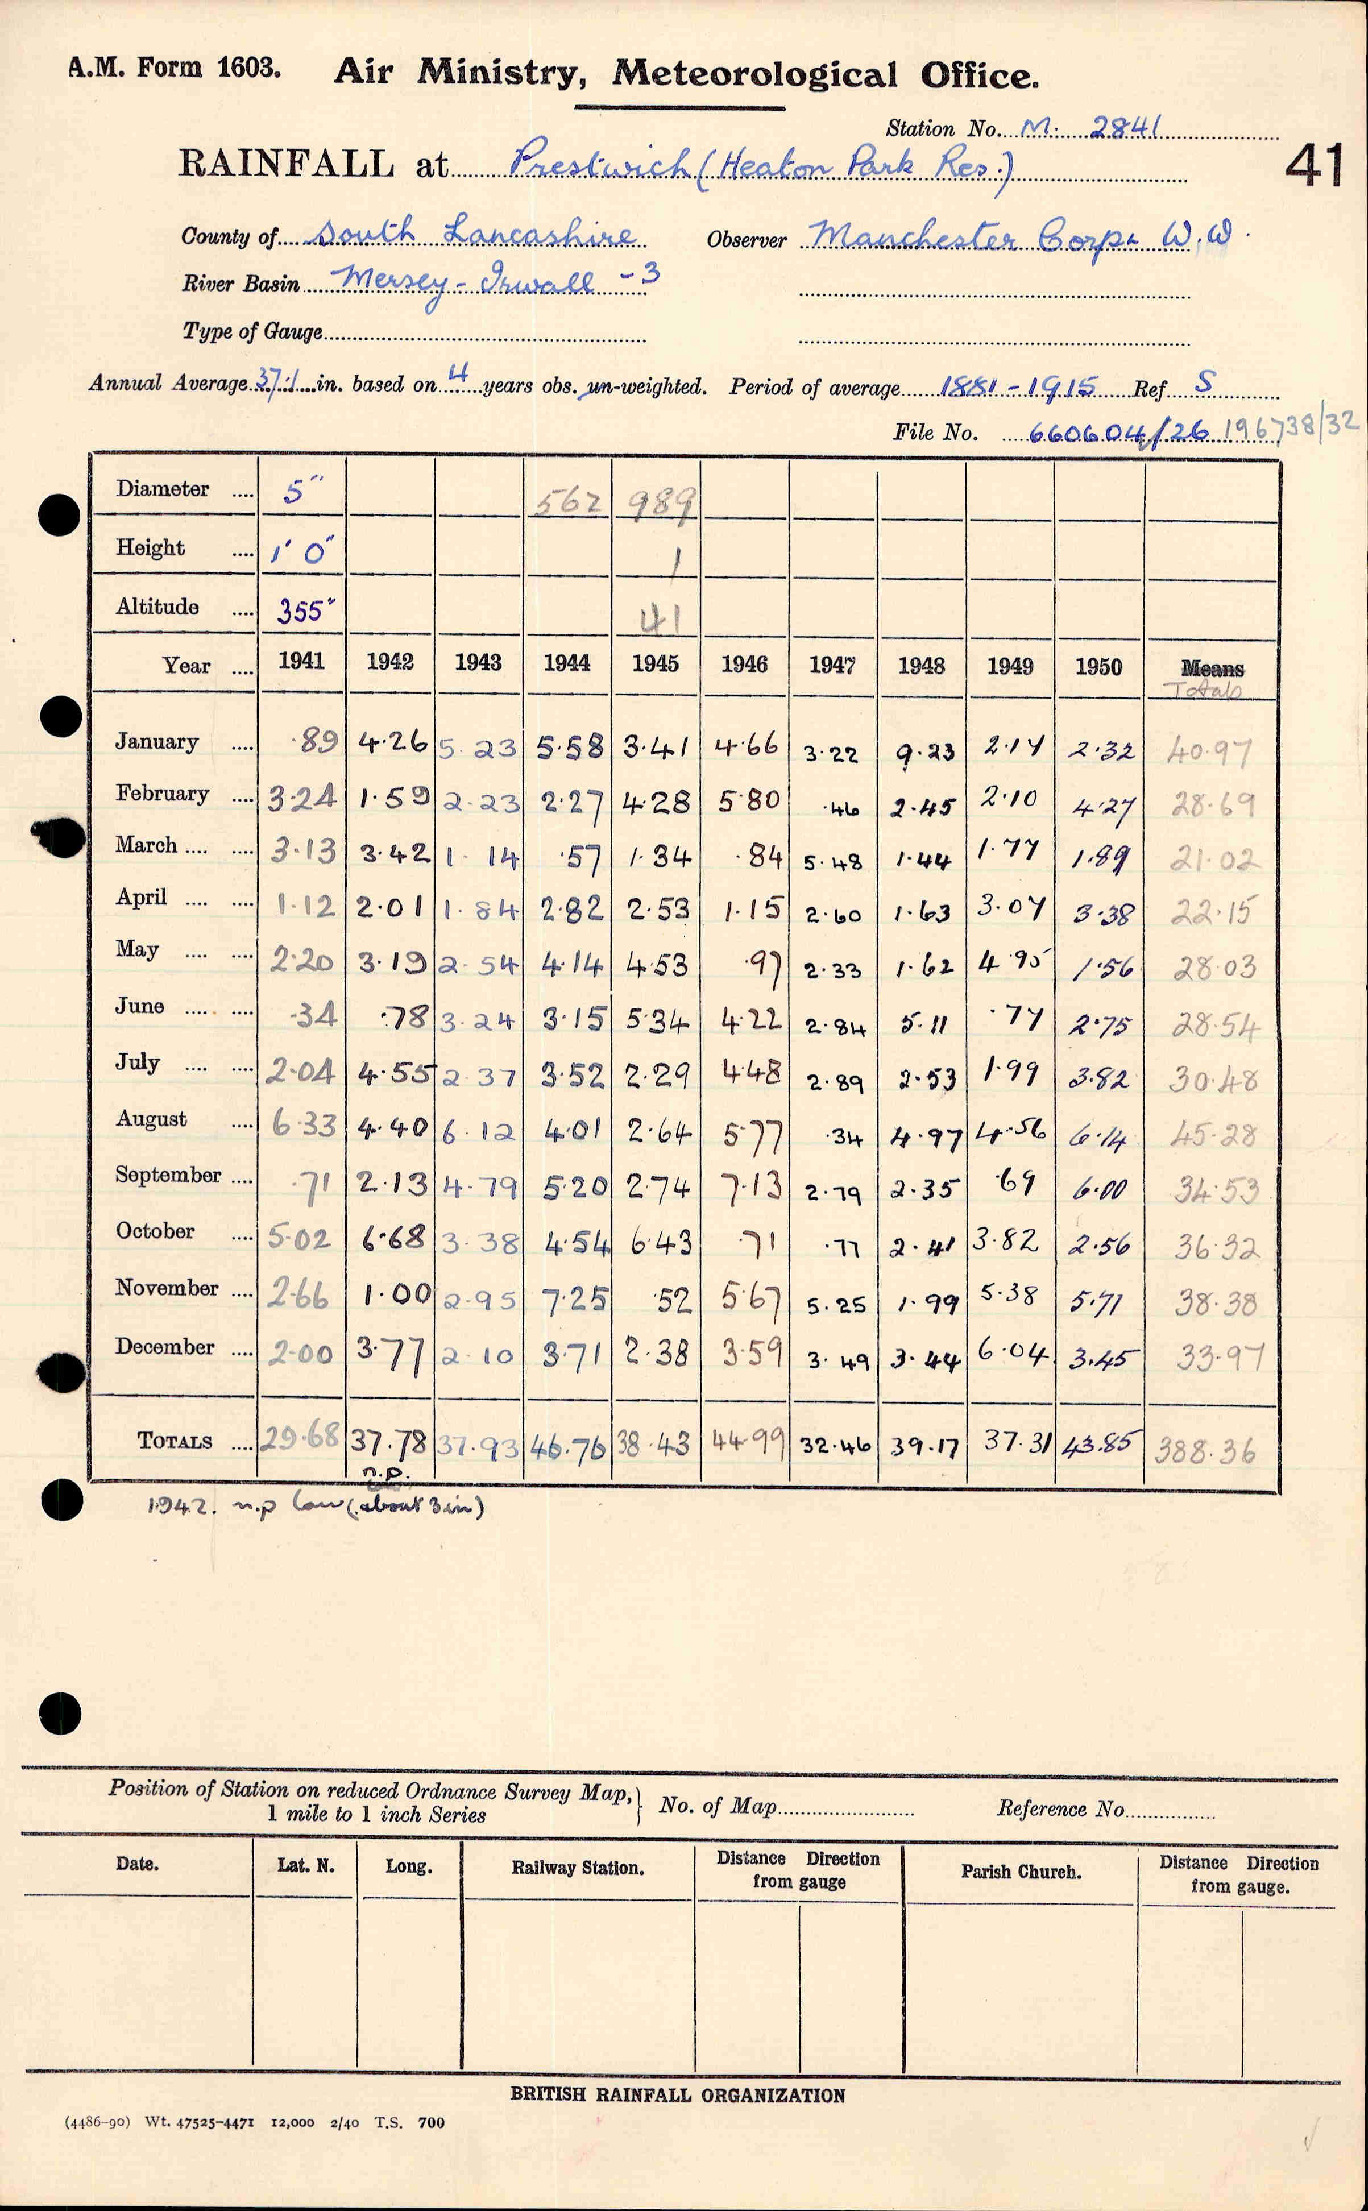 A.M. Form 1603. Air Ministry, Meteorological Office.
Station No. M. 2841
41
RAINFALL at Prestwich (Heaton Park Res.)
County of South Lancashire Observer Manchester Corpn W.W.
River Basin Mersey - Irwall - 3
Type of Gauge
Annual Average 37.1 in. based on 4 years obs. un-weighted. Period of average 1881-1915 Ref S
File No. 660604/26 196738/32
Diameter .... 5" 562 989
Height .... 1' 0" 1
Altitude .... 355" 41
Year .... 1941 1942 1943 1944 1945 1946 1947 1948 1949 1950 Means
Totals
January .... .89 4.26 5.23 5.58 3.41 4.66 3.22 9.23 2.17 2.32 40.97
February .... 3.24 1.59 2.23 2.27 4.28 5.80 .46 2.45 2.10 4.27 28.69
March .... .... 3.13 3.42 1.14 .57 1.34 .84 5.48 1.44 1.77 1.89 21.02
April .... .... 1.12 2.01 1.84 2.82 2.53 1.15 2.60 1.63 3.07 3.38 22.15
May .... .... 2.20 3.19 2.54 4.14 4.53 .97 2.33 1.62 4.95 1.56 28.03
June .... .... .34 .78 3.24 3.15 5.34 4.22 2.84 5.11 .77 2.75 28.54
July .... .... 2.04 4.55 2.37 3.52 2.29 4.48 2.89 2.53 1.99 3.82 30.48
August .... 6.33 4.40 6.12 4.01 2.64 5.77 .34 4.97 4.56 6.14 45.28
September .... .71 2.13 4.79 5.20 2.74 7.13 2.79 2.35 .69 6.00 34.53
October .... 5.02 6.68 3.38 4.54 6.43 .71 .77 2.41 3.82 2.56 36.32
November .... 2.66 1.00 2.95 7.25 .52 5.67 5.25 1.99 5.38 5.71 38.38
December .... 2.00 3.77 2.10 3.71 2.38 3.59 3.49 3.44 6.04 3.45 33.97
TOTALS .... 29.68 37.78 37.93 46.76 38.43 44.99 32.46 39.17 37.31 43.85 388.36
n.p.
1942. n.p low (about 3 in)
Position of Station on reduced Ordnance Survey Map, } No. of Map Reference No.
1 mile to 1 inch Series
Date. Lat. N. Long. Railway Station. Distance Direction from gauge Parish Church. Distance Direction from gauge.
BRITISH RAINFALL ORGANIZATION
(4486-90) Wt. 47525-4471 12,000 2/40 T.S. 700